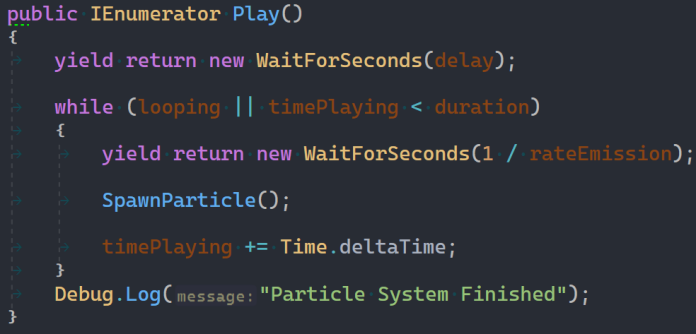 public IEnumerator Play()
{
yield return new WaitForSeconds(delay);
while (looping || timePlaying < duration)
{
yield return new WaitForSeconds(1 / rateEmission);
SpawnParticle();
timePlaying += Time.deltaTime;
}
Debug.Log(message:"Particle System Finished");
}